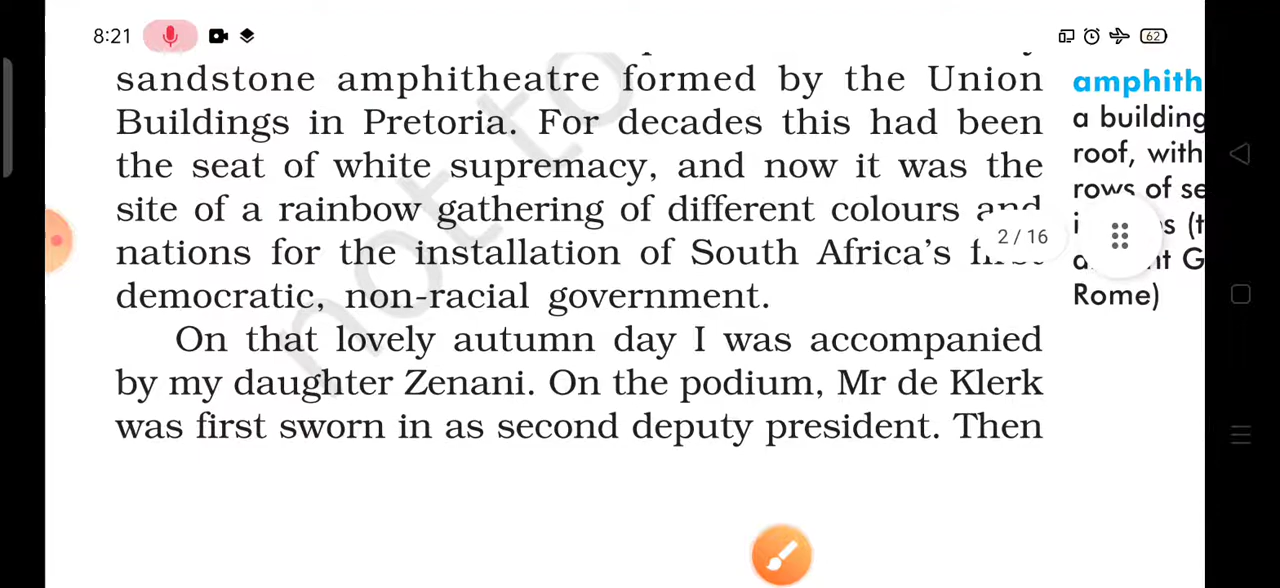 8:21
62
sandstone amphitheatre formed by the Union
Buildings in Pretoria. For decades this had been
the seat of white supremacy, and now it was the
site of a rainbow gathering of different colours and
nations for the installation of South Africa's
democratic, non-racial government.
On that lovely autumn day I was accompanied
by my daughter Zenani. On the podium, Mr de Klerk
was first sworn in as second deputy president. Then
amphith
a building
roof, with
rows of se
Rome)
2/16
not to